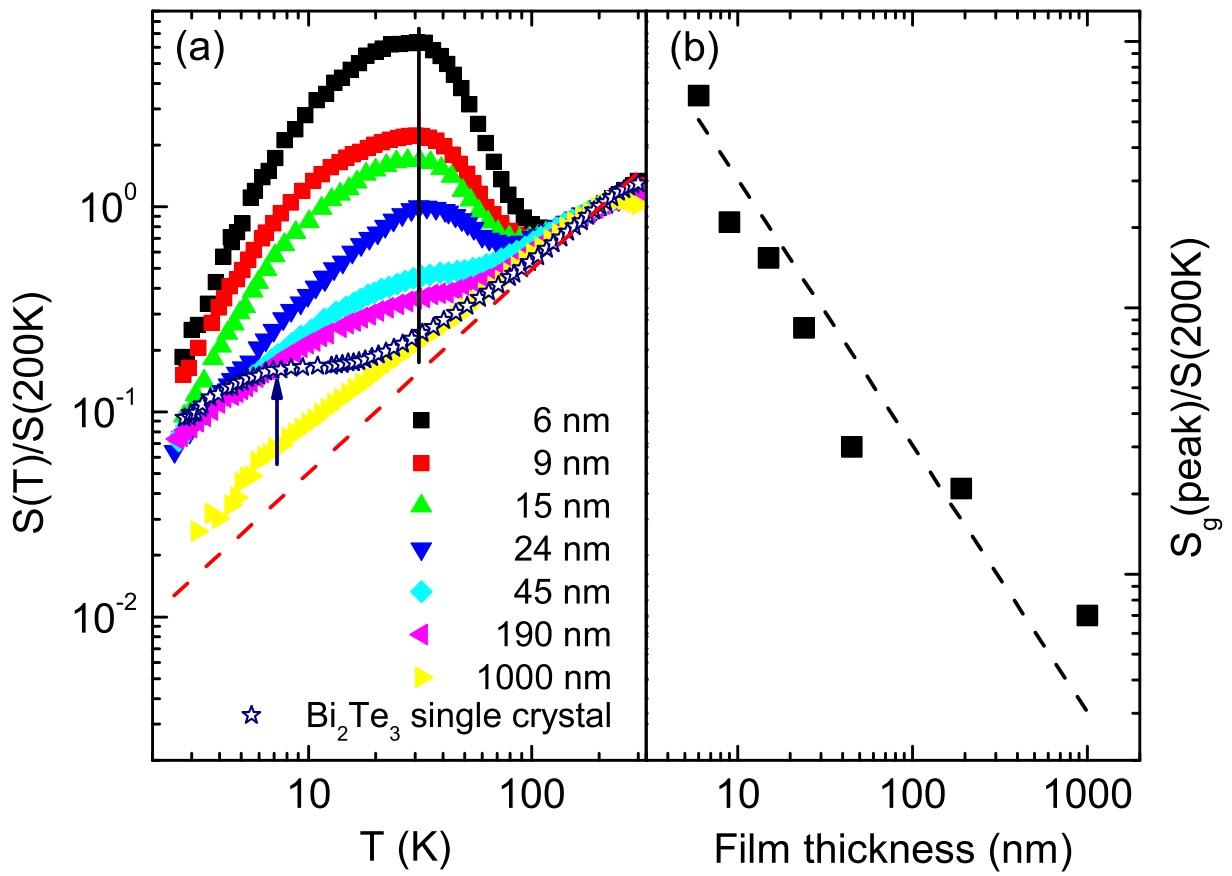 (a)
S(T)/S(200K)
10⁰
10⁻¹
10⁻²
6 nm
9 nm
15 nm
24 nm
45 nm
190 nm
1000 nm
Bi₂Te₃ single crystal
10
100
T (K)
(b)
10
100
1000
Film thickness (nm)
S_g(peak)/S(200K)